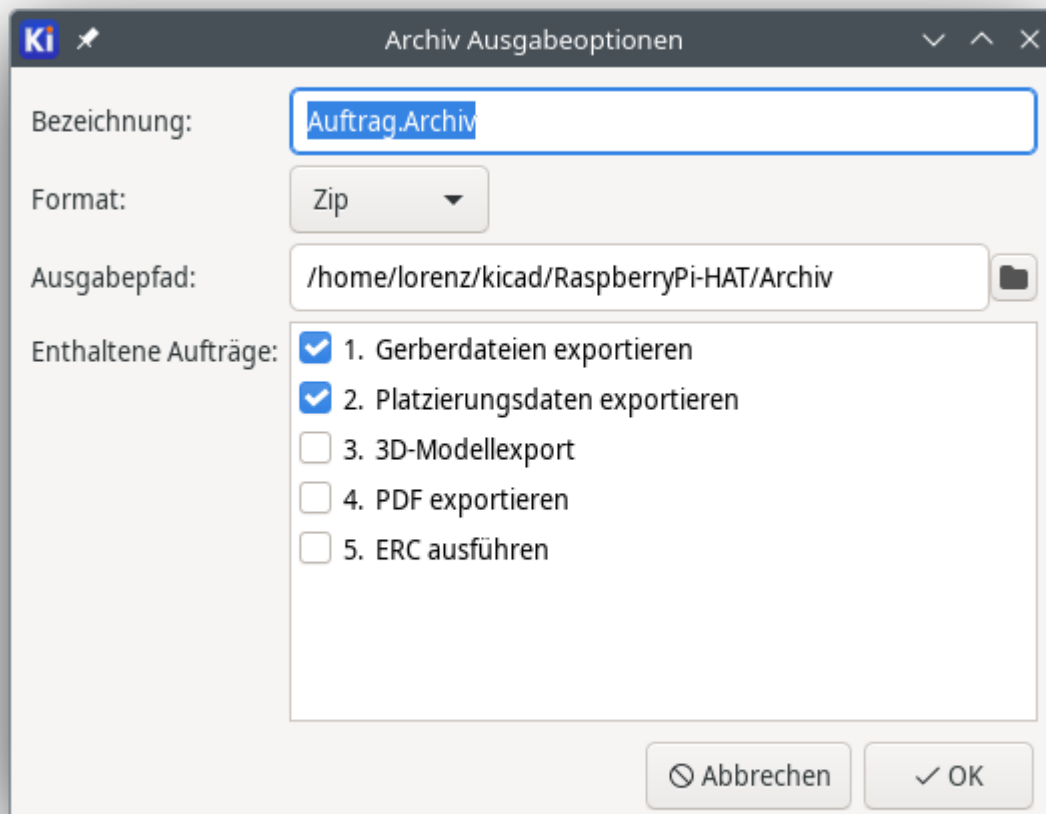 Ki Archiv Ausgabeoptionen
Bezeichnung: Auftrag.Archiv
Format: Zip
Ausgabepfad: /home/lorenz/kicad/RaspberryPi-HAT/Archiv
Enthaltene Aufträge: 1. Gerberdateien exportieren
2. Platzierungsdaten exportieren
3. 3D-Modellexport
4. PDF exportieren
5. ERC ausführen
Abbrechen OK